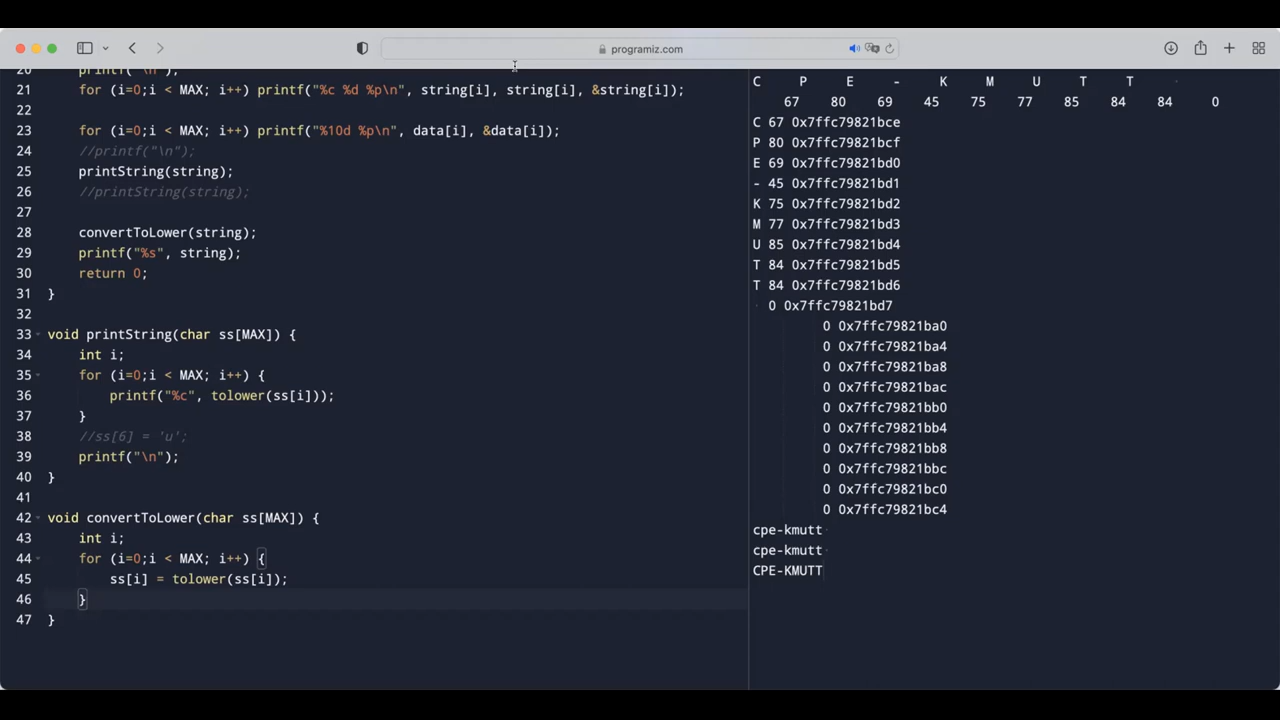 programiz.com
20 printf("\n");
21 for (i=0;i < MAX; i++) printf("%c %d %p\n", string[i], string[i], &string[i]);
22
23 for (i=0;i < MAX; i++) printf("%10d %p\n", data[i], &data[i]);
24 //printf("\n");
25 printString(string);
26 //printString(string);
27
28 convertToLower(string);
29 printf("%s", string);
30 return 0;
31 }
32
33 void printString(char ss[MAX]) {
34 int i;
35 for (i=0;i < MAX; i++) {
36 printf("%c", tolower(ss[i]));
37 }
38 //ss[6] = 'u';
39 printf("\n");
40 }
41
42 void convertToLower(char ss[MAX]) {
43 int i;
44 for (i=0;i < MAX; i++) {
45 ss[i] = tolower(ss[i]);
46 }
47 }
C P E - K M U T T
67 80 69 45 75 77 85 84 84 0
C 67 0x7ffc79821bce
P 80 0x7ffc79821bcf
E 69 0x7ffc79821bd0
- 45 0x7ffc79821bd1
K 75 0x7ffc79821bd2
M 77 0x7ffc79821bd3
U 85 0x7ffc79821bd4
T 84 0x7ffc79821bd5
T 84 0x7ffc79821bd6
0 0x7ffc79821bd7
0 0x7ffc79821ba0
0 0x7ffc79821ba4
0 0x7ffc79821ba8
0 0x7ffc79821bac
0 0x7ffc79821bb0
0 0x7ffc79821bb4
0 0x7ffc79821bb8
0 0x7ffc79821bbc
0 0x7ffc79821bc0
0 0x7ffc79821bc4
cpe-kmutt
cpe-kmutt
CPE-KMUTT